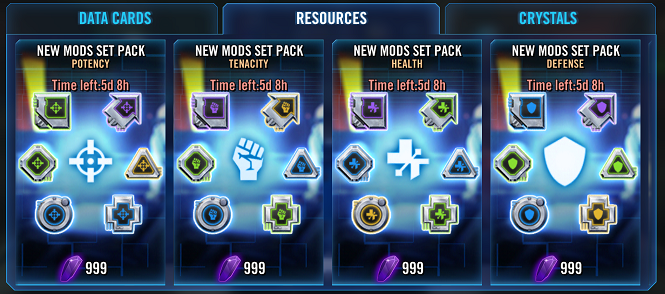 DATA CARDS
RESOURCES
CRYSTALS
NEW MODS SET PACK
POTENCY
Time left:5d 8h
999
NEW MODS SET PACK
TENACITY
Time left:5d 8h
999
NEW MODS SET PACK
HEALTH
Time left:5d 8h
999
NEW MODS SET PACK
DEFENSE
Time left:5d 8h
999